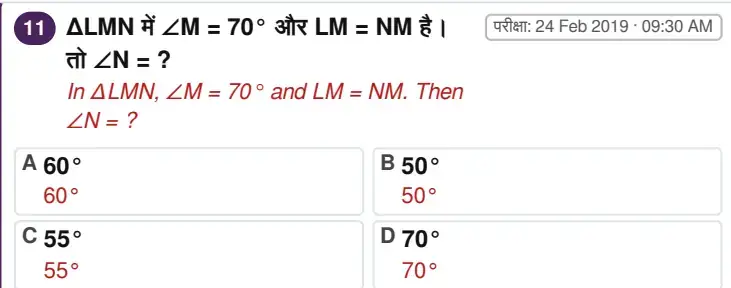 11 ΔLMN में ∠M = 70° और LM = NM है। परीक्षा: 24 Feb 2019 · 09:30 AM
तो ∠N = ?
In ΔLMN, ∠M = 70° and LM = NM. Then
∠N = ?
A 60° B 50°
60° 50°
C 55° D 70°
55° 70°